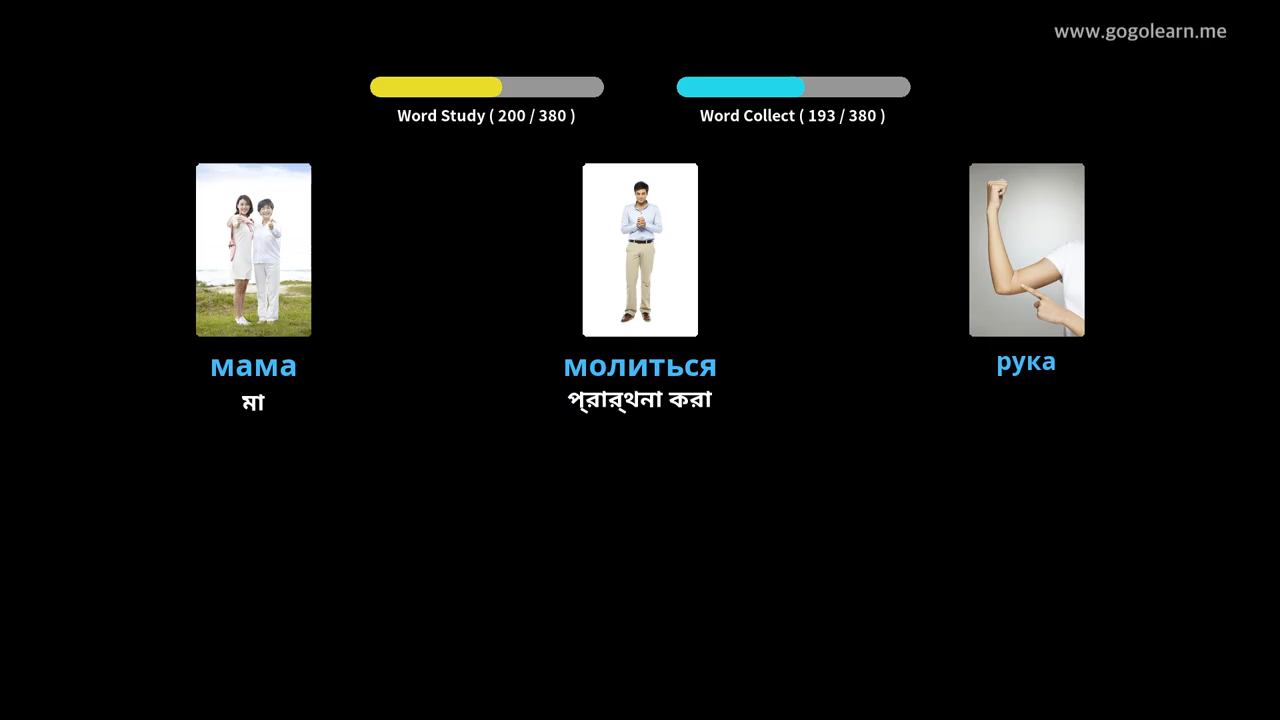 www.gogolearn.me
Word Study ( 200 / 380 )
Word Collect ( 193 / 380 )
мама
মা
молиться
প্রার্থনা করা
рука